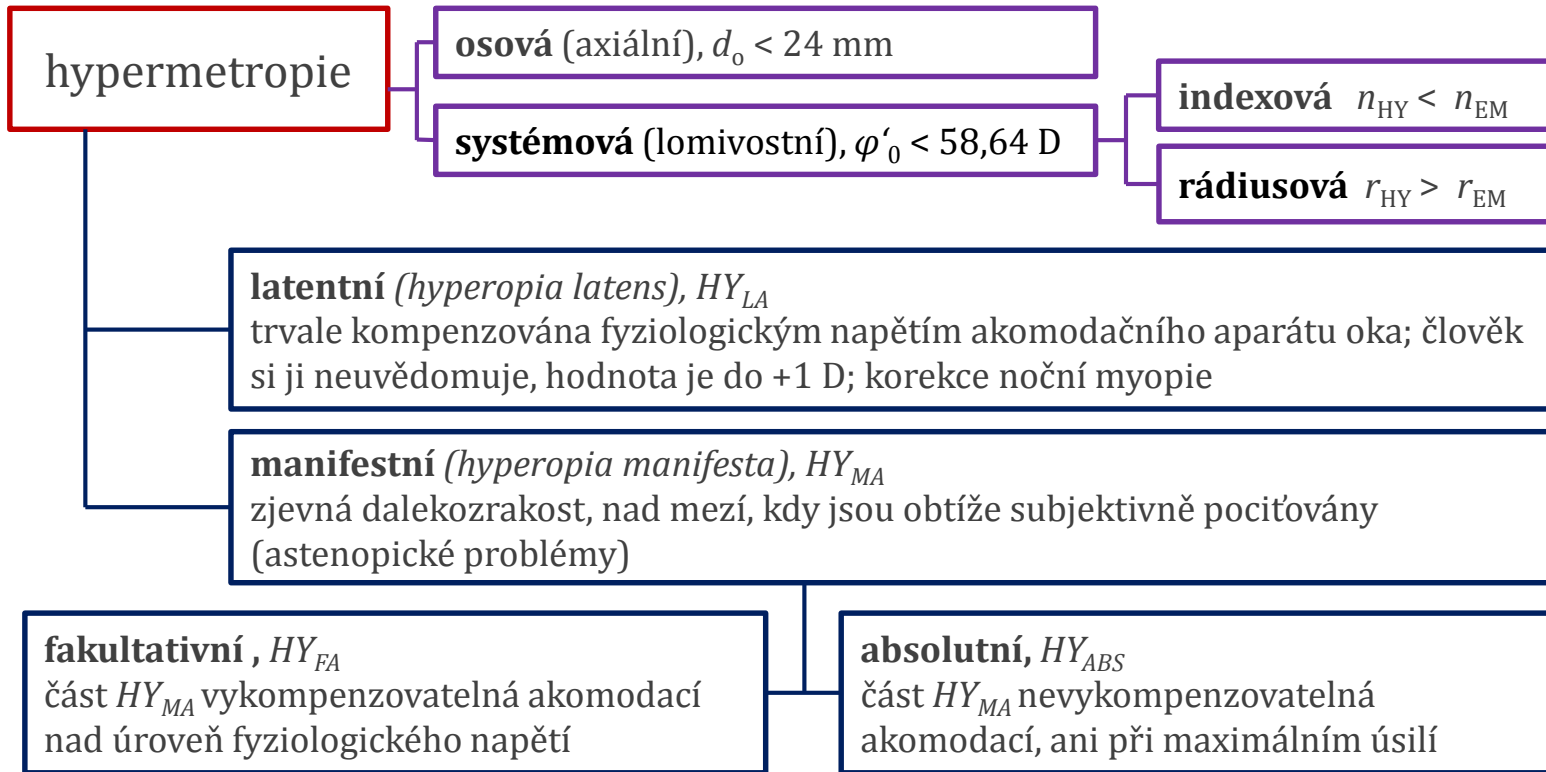 hypermetropie
osová (axiální), do < 24 mm
systémová (lomivostní), φ‘0 < 58,64 D
indexová nHY < nEM
rádiusová rHY > rEM
latentní (hyperopia latens), HYLA
trvale kompenzována fyziologickým napětím akomodačního aparátu oka; člověk
si ji neuvědomuje, hodnota je do +1 D; korekce noční myopie
manifestní (hyperopia manifesta), HYMA
zjevná dalekozrakost, nad mezí, kdy jsou obtíže subjektivně pociťovány
(astenopické problémy)
fakultativní , HYFA
část HYMA vykompenzovatelná akomodací
nad úroveň fyziologického napětí
absolutní, HYABS
část HYMA nevykompenzovatelná
akomodací, ani při maximálním úsilí